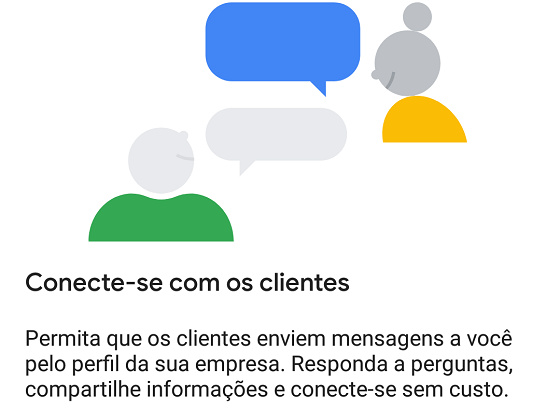 Conecte-se com os clientes
Permita que os clientes enviem mensagens a você
pelo perfil da sua empresa. Responda a perguntas,
compartilhe informações e conecte-se sem custo.